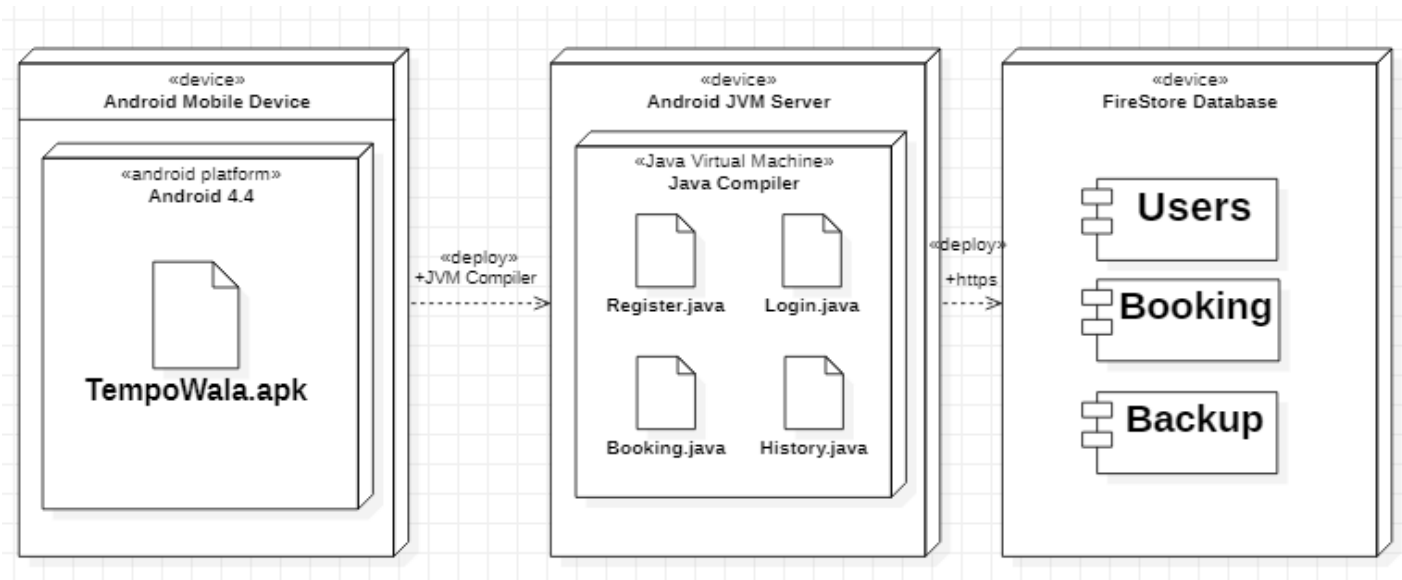 «device»
Android Mobile Device
«android platform»
Android 4.4
TempoWala.apk
«deploy»
+JVM Compiler
«device»
Android JVM Server
«Java Virtual Machine»
Java Compiler
Register.java
Login.java
Booking.java
History.java
«deploy»
+https
«device»
FireStore Database
Users
Booking
Backup